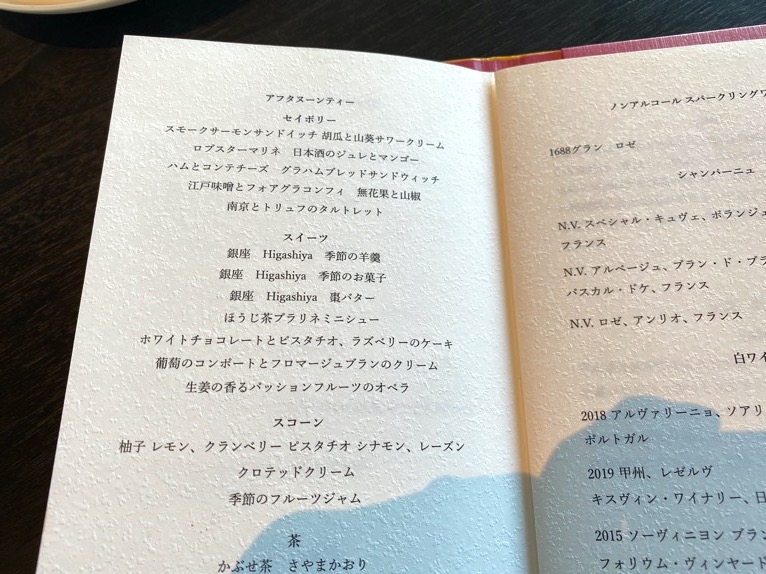 アフタヌーンティー
セイボリー
スモークサーモンサンドイッチ 胡瓜と山葵サワークリーム
ロブスターマリネ　日本酒のジュレとマンゴー
ハムとコンテチーズ　グラハムブレッドサンドウィッチ
江戸味噌とフォアグラコンフィ　無花果と山椒
南京とトリュフのタルトレット
スイーツ
銀座　Higashiya　季節の羊羹
銀座　Higashiya　季節のお菓子
銀座　Higashiya　棗バター
ほうじ茶プラリネミニシュー
ホワイトチョコレートとピスタチオ、ラズベリーのケーキ
葡萄のコンポートとフロマージュブランのクリーム
生姜の香るパッションフルーツのオペラ
スコーン
柚子 レモン、クランベリー ピスタチオ シナモン、レーズン
クロテッドクリーム
季節のフルーツジャム
茶
かぶせ茶　さやまかおり
ノンアルコール スパークリング
1688グラン　ロゼ
シャンパーニュ
N.V. スペシャル・キュヴェ、ボランジェ
フランス
N.V. アルページュ、ブラン・ド・ブラ
パスカル・ドケ、フランス
N.V. ロゼ、アンリオ、フランス
白ワイ
2018 アルヴァリーニョ、ソアリ
ポルトガル
2019 甲州、レゼルヴ
キスヴィン・ワイナリー、日
2015 ソーヴィニヨン ブラン
フォリウム・ヴィンヤード